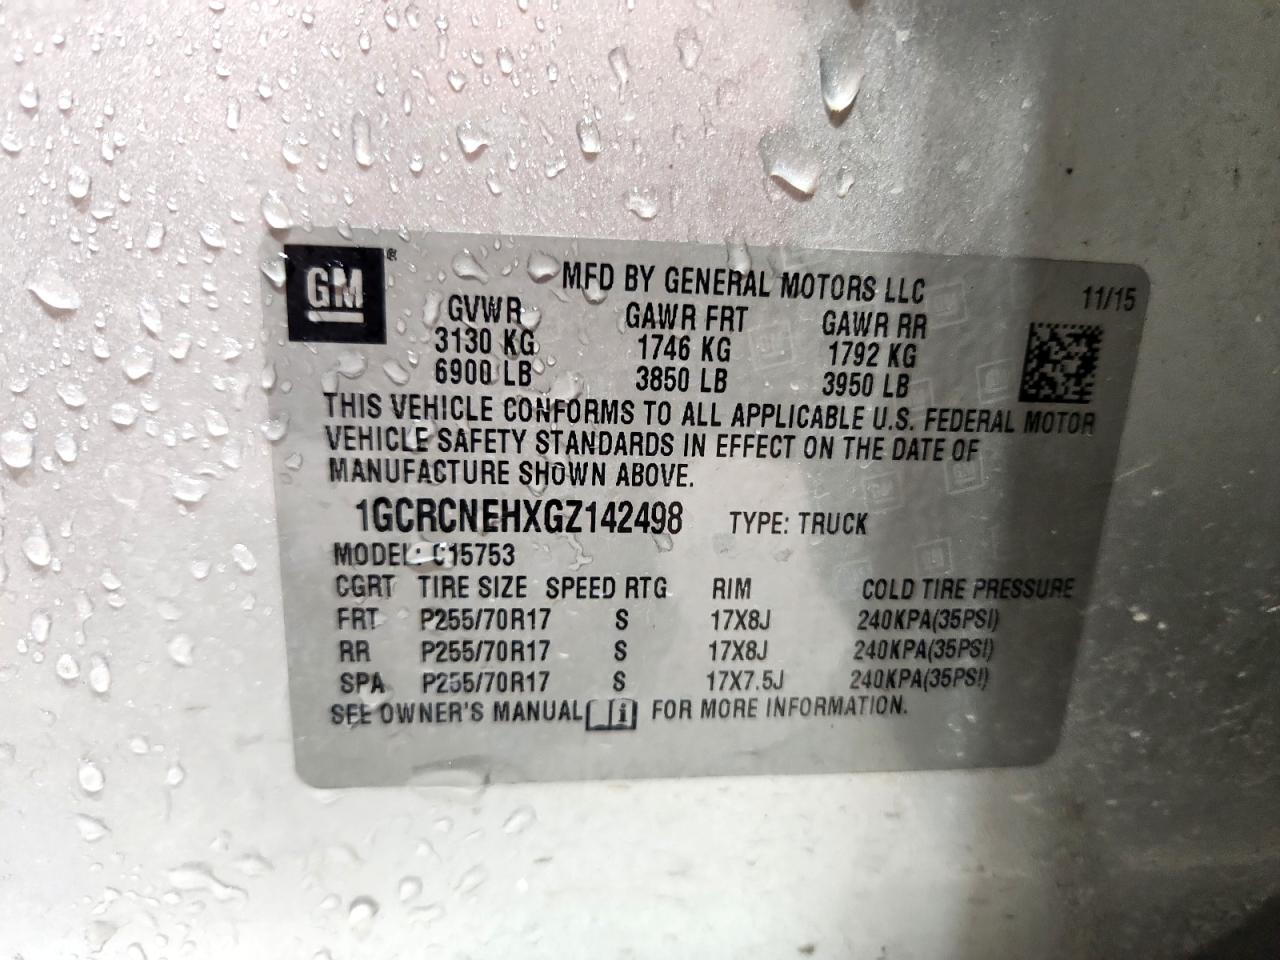 GM ®
MFD BY GENERAL MOTORS LLC 11/15
GVWR GAWR FRT GAWR RR
3130 KG 1746 KG 1792 KG
6900 LB 3850 LB 3950 LB
THIS VEHICLE CONFORMS TO ALL APPLICABLE U.S. FEDERAL MOTOR
VEHICLE SAFETY STANDARDS IN EFFECT ON THE DATE OF
MANUFACTURE SHOWN ABOVE.
1GCRCNEHXGZ142498 TYPE: TRUCK
MODEL: C15753
CGRT TIRE SIZE SPEED RTG RIM COLD TIRE PRESSURE
FRT P255/70R17 S 17X8J 240KPA(35PSI)
RR P255/70R17 S 17X8J 240KPA(35PSI)
SPA P255/70R17 S 17X7.5J 240KPA(35PSI)
SEE OWNER'S MANUAL i FOR MORE INFORMATION.